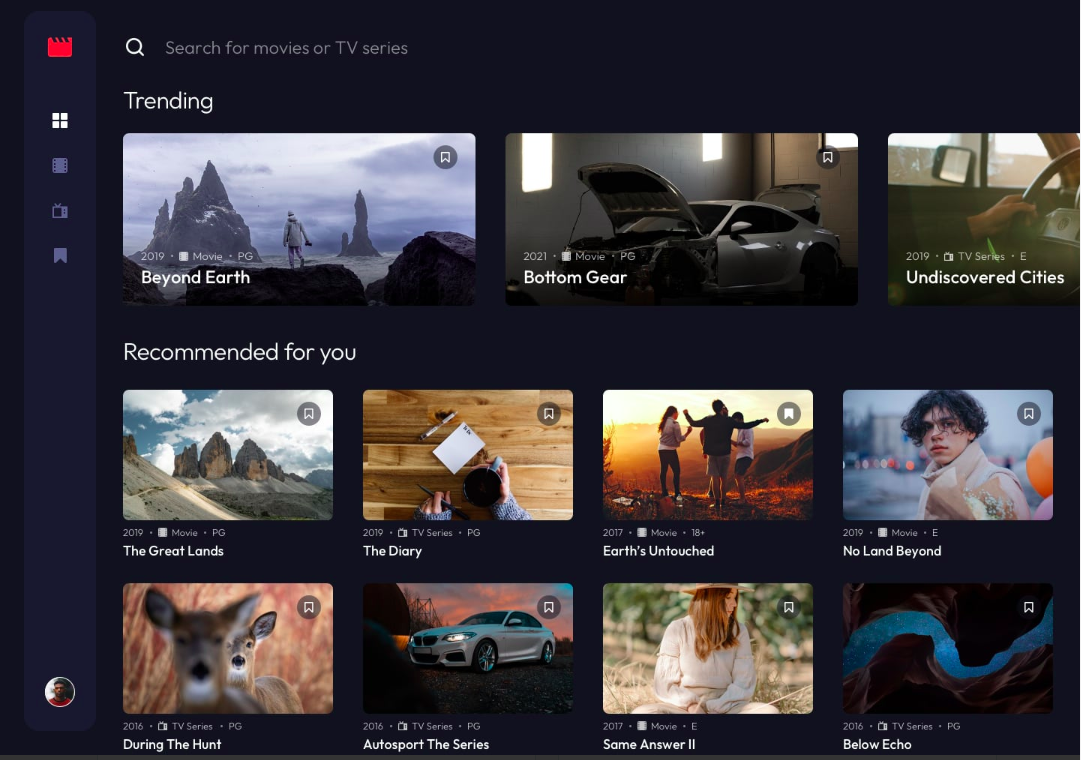 Search for movies or TV series
Trending
2019 • Movie • PG
Beyond Earth
2021 • Movie • PG
Bottom Gear
2019 • TV Series • E
Undiscovered Cities
Recommended for you
2019 • Movie • PG
The Great Lands
2019 • TV Series • PG
The Diary
2017 • Movie • 18+
Earth's Untouched
2019 • Movie • E
No Land Beyond
2016 • TV Series • PG
During The Hunt
2016 • TV Series • PG
Autosport The Series
2017 • Movie • E
Same Answer II
2016 • TV Series • PG
Below Echo